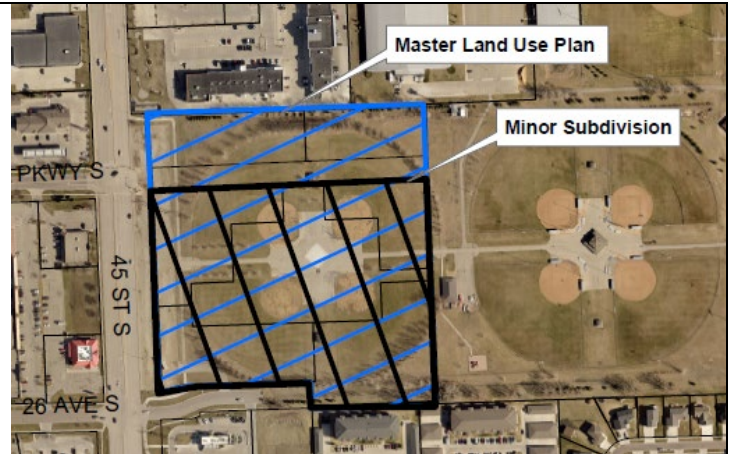 Master Land Use Plan
Minor Subdivision
PKWY S
45 ST S
26 AVE S